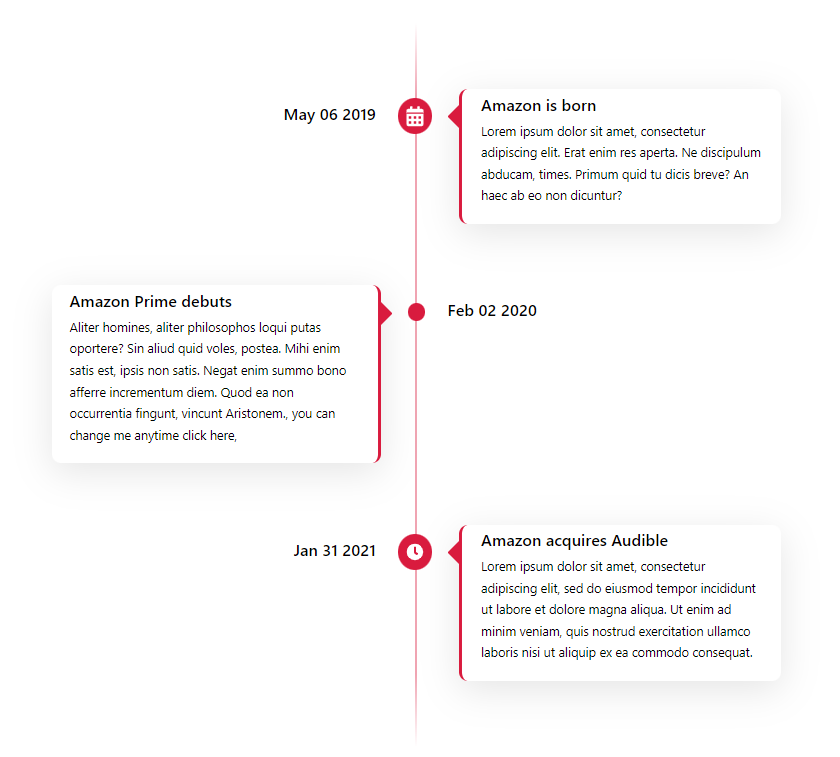 May 06 2019
Amazon is born
Lorem ipsum dolor sit amet, consectetur
adipiscing elit. Erat enim res aperta. Ne discipulum
abducam, times. Primum quid tu dicis breve? An
haec ab eo non dicuntur?
Amazon Prime debuts
Aliter homines, aliter philosophos loqui putas
oportere? Sin aliud quid voles, postea. Mihi enim
satis est, ipsis non satis. Negat enim summo bono
afferre incrementum diem. Quod ea non
occurrentia fingunt, vincunt Aristonem., you can
change me anytime click here,
Feb 02 2020
Jan 31 2021
Amazon acquires Audible
Lorem ipsum dolor sit amet, consectetur
adipiscing elit, sed do eiusmod tempor incididunt
ut labore et dolore magna aliqua. Ut enim ad
minim veniam, quis nostrud exercitation ullamco
laboris nisi ut aliquip ex ea commodo consequat.